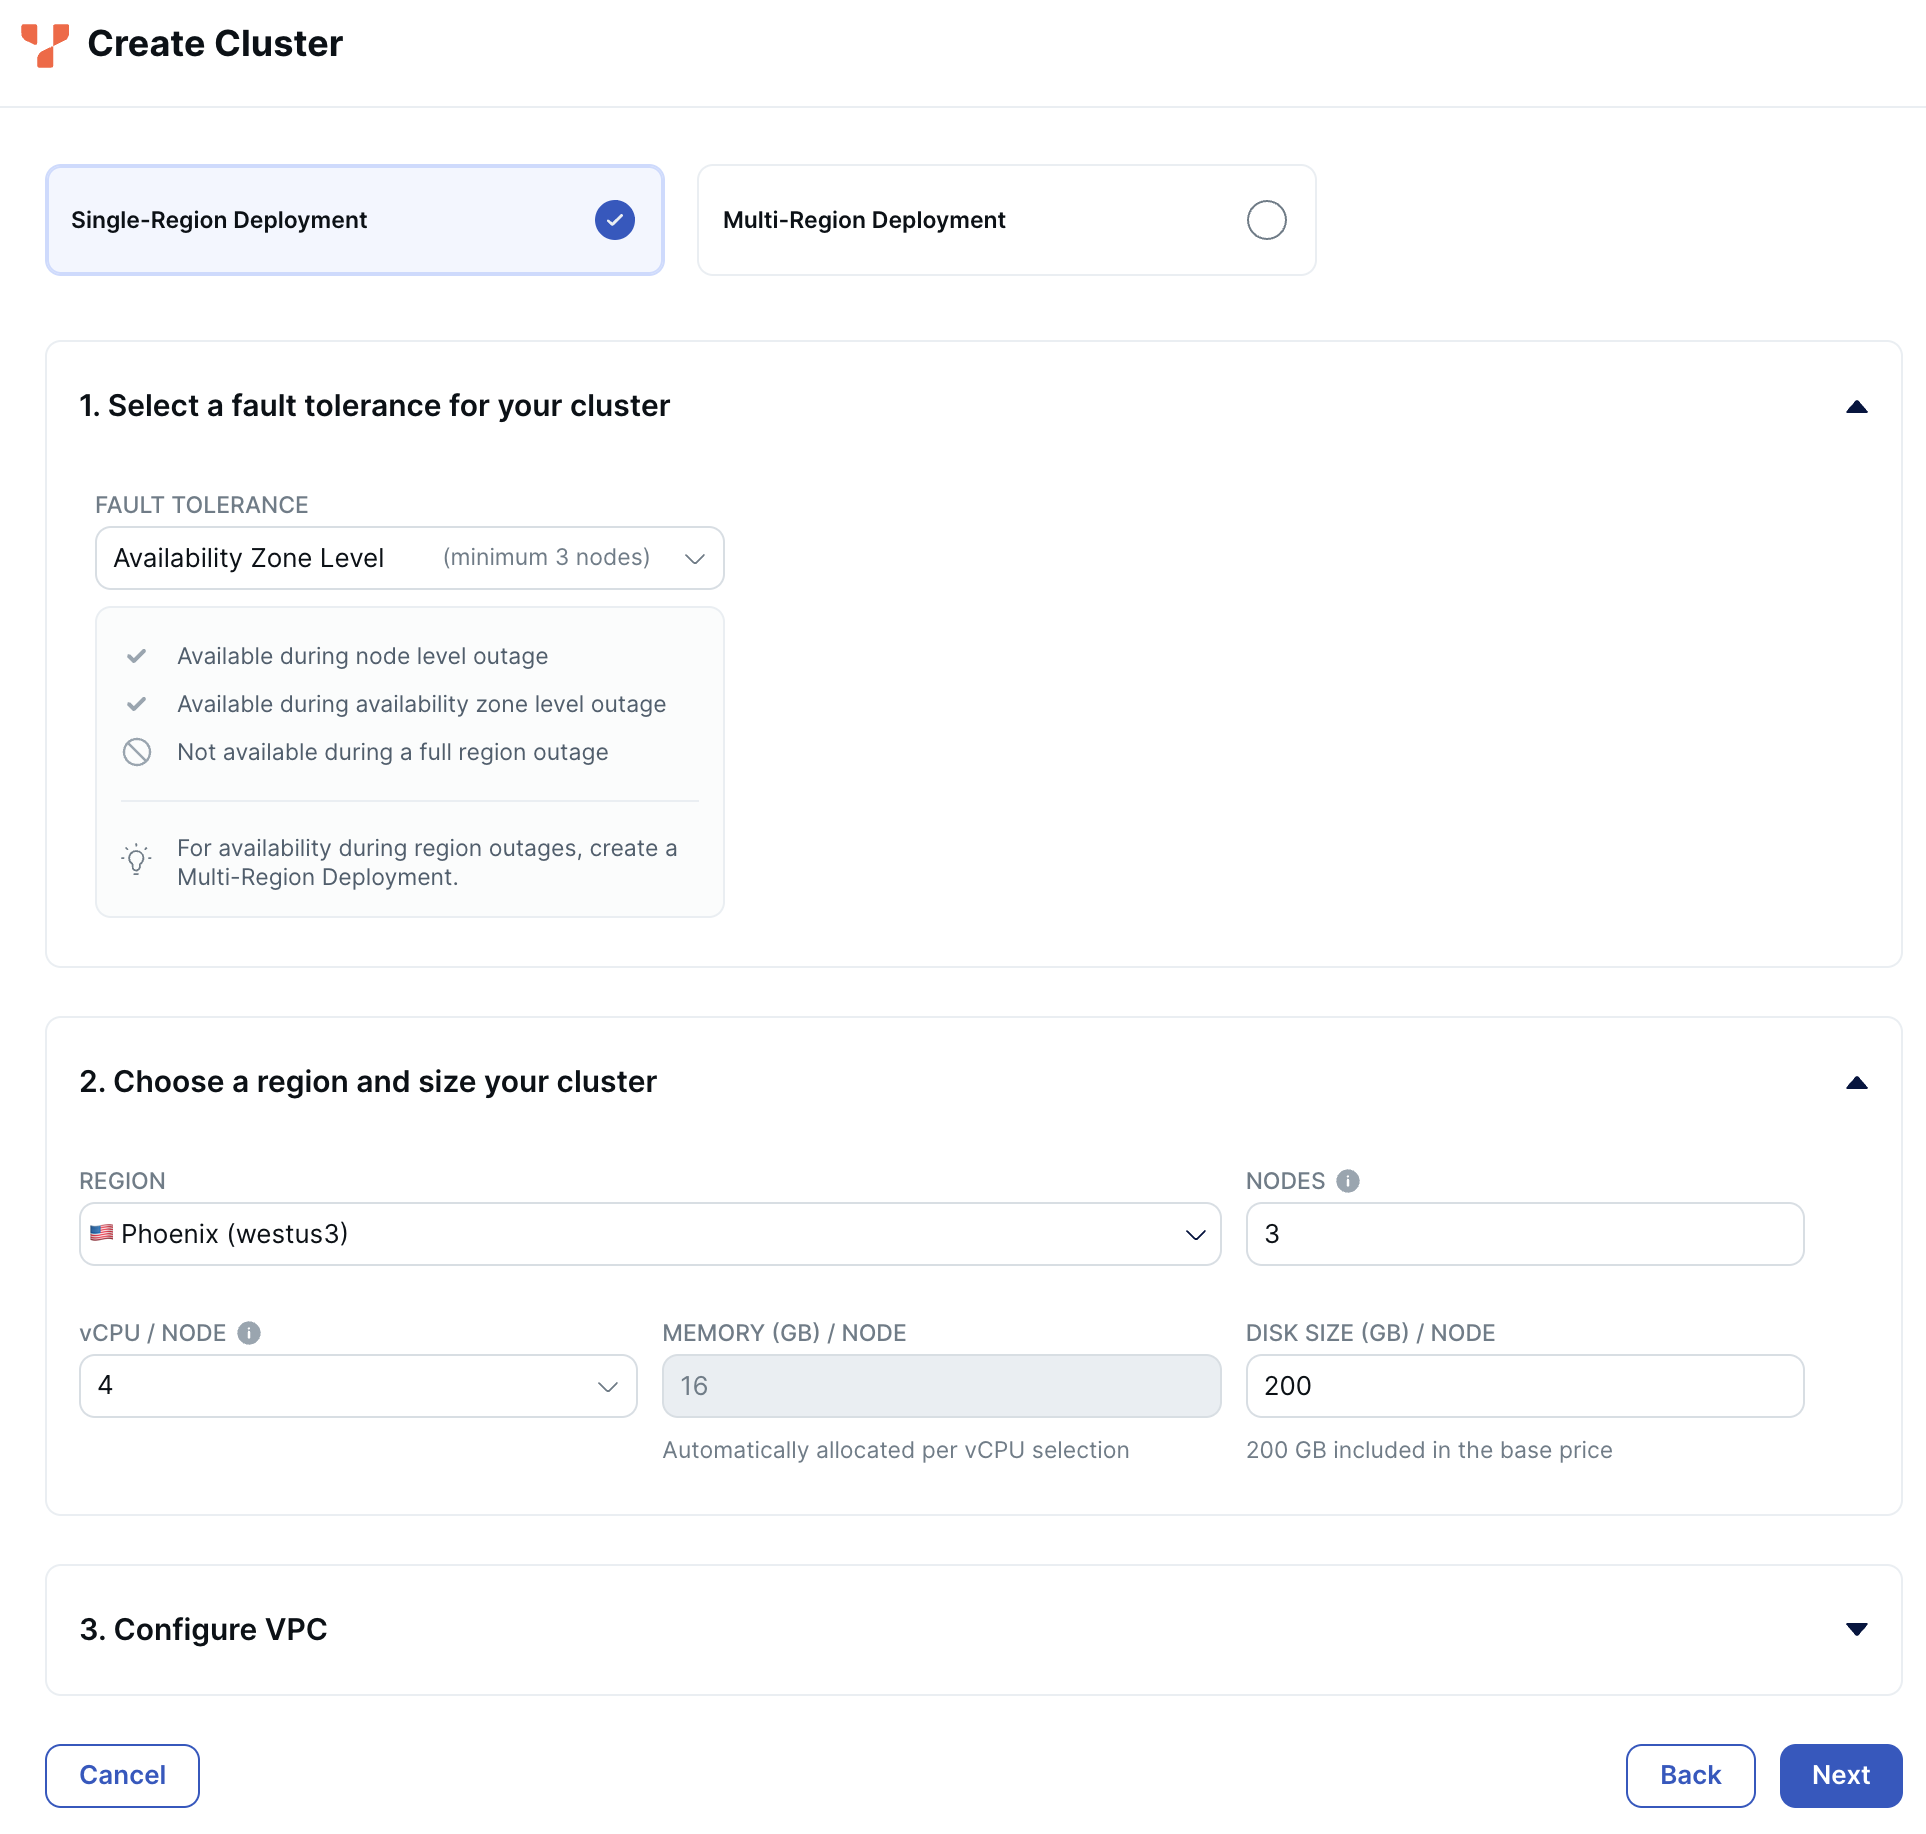 Create Cluster
Single-Region Deployment
Multi-Region Deployment
1. Select a fault tolerance for your cluster
FAULT TOLERANCE
Availability Zone Level (minimum 3 nodes)
Available during node level outage
Available during availability zone level outage
Not available during a full region outage
For availability during region outages, create a
Multi-Region Deployment.
2. Choose a region and size your cluster
REGION
NODES
Phoenix (westus3)
3
vCPU / NODE
MEMORY (GB) / NODE
DISK SIZE (GB) / NODE
4
16
200
Automatically allocated per vCPU selection
200 GB included in the base price
3. Configure VPC
Cancel
Back
Next